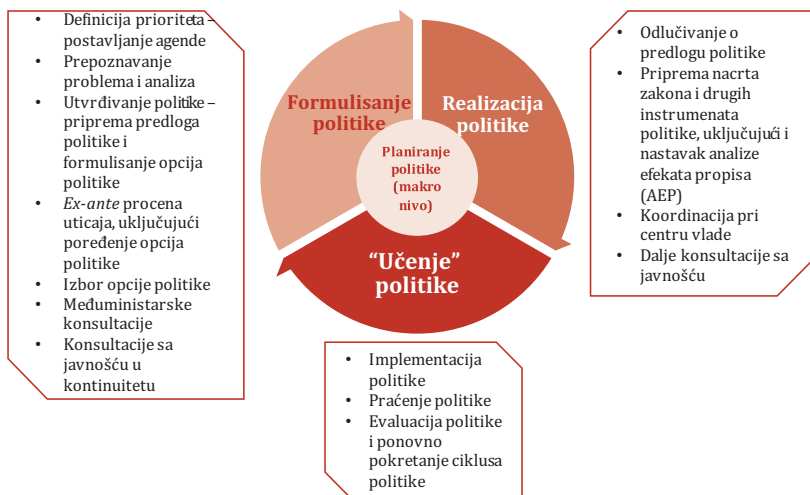 • Definicija prioriteta –
postavljanje agende
• Prepoznavanje
problema i analiza
• Utvrđivanje politike –
priprema predloga
politike i
formulisanje opcija
politike
• Ex-ante procena
uticaja, uključujući
poređenje opcija
politike
• Izbor opcije politike
• Međuministarske
konsultacije
• Konsultacije sa
javnošću u
kontinuitetu
Formulisanje
politike
Realizacija
politike
Planiranje
politike
(makro
nivo)
“Učenje”
politike
• Odlučivanje o
predlogu politike
• Priprema nacrta
zakona i drugih
instrumenata
politike, uključujući i
nastavak analize
efekata propisa
(AEP)
• Koordinacija pri
centru vlade
• Dalje konsultacije sa
javnošću
• Implementacija
politike
• Praćenje politike
• Evaluacija politike
i ponovno
pokretanje ciklusa
politike